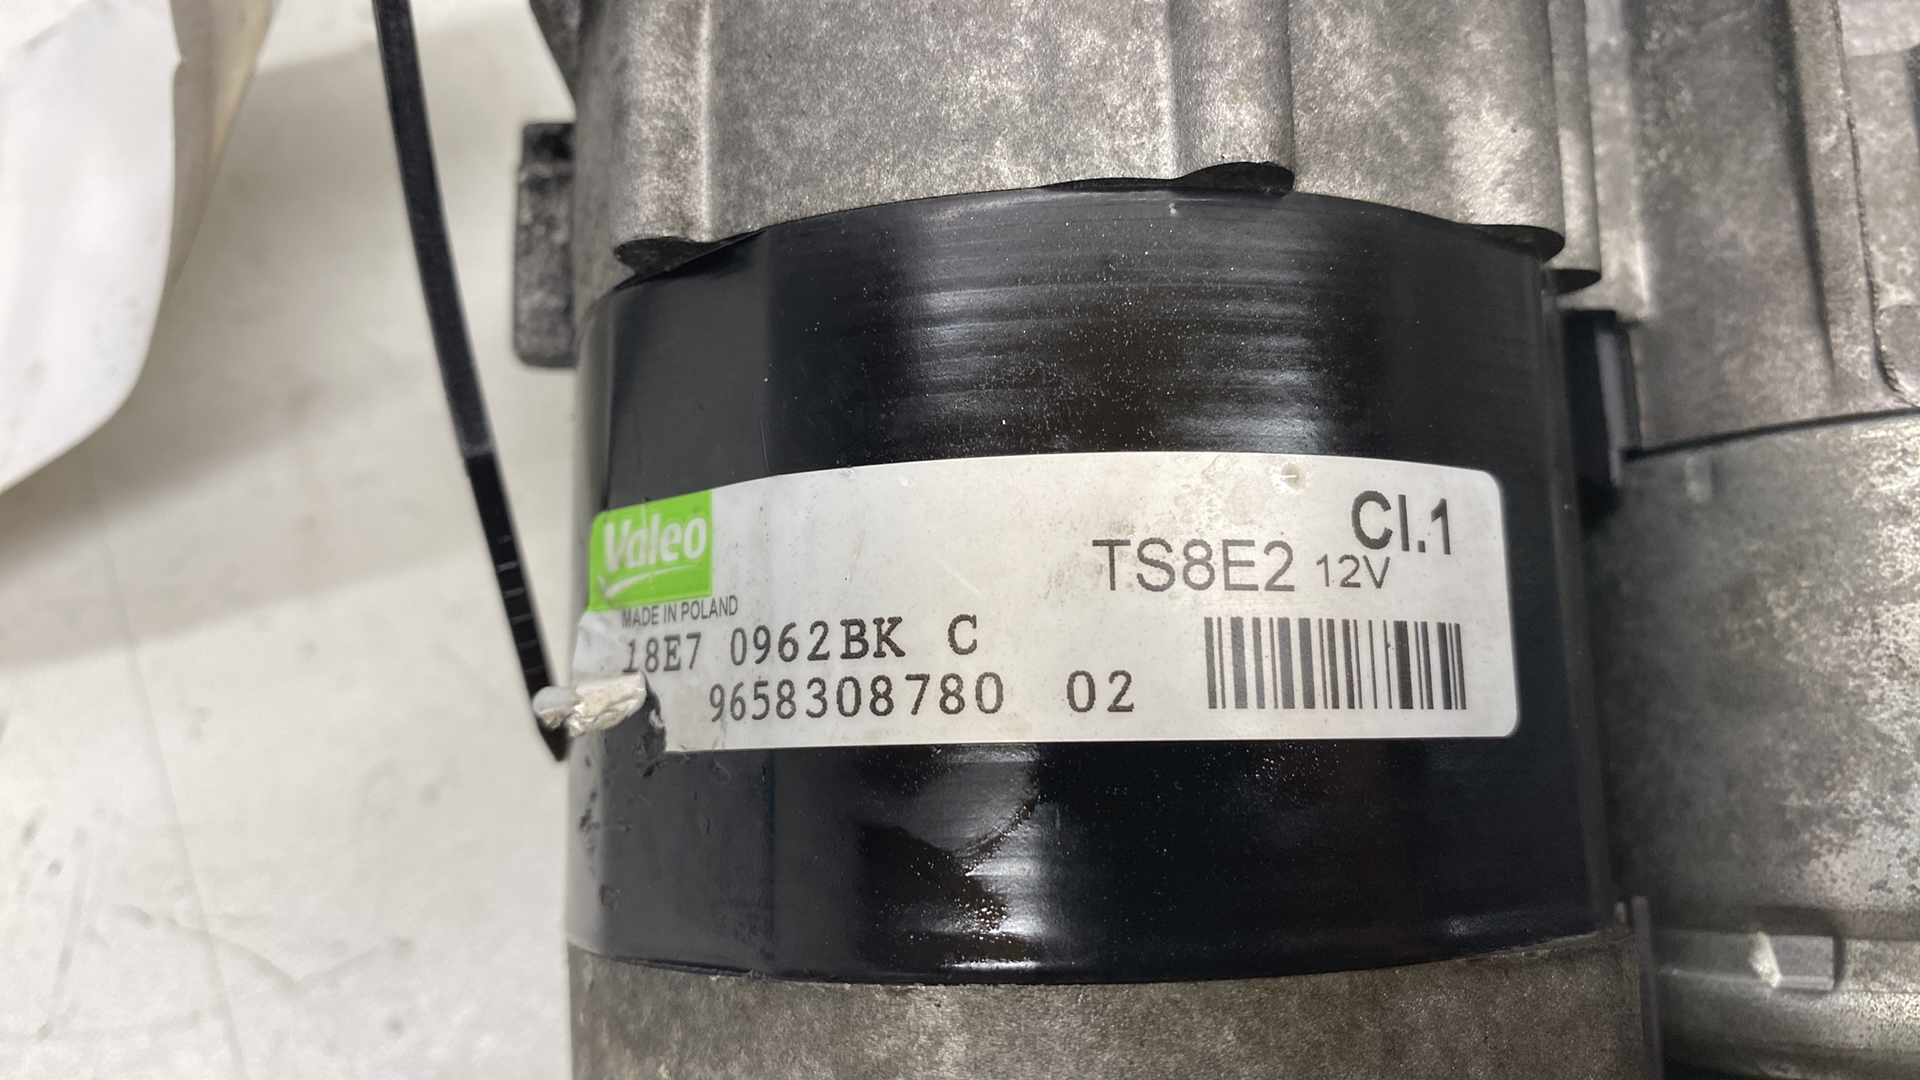 Valeo
Cl.1
TS8E2 12V
MADE IN POLAND
18E7 0962BK C
9658308780 02